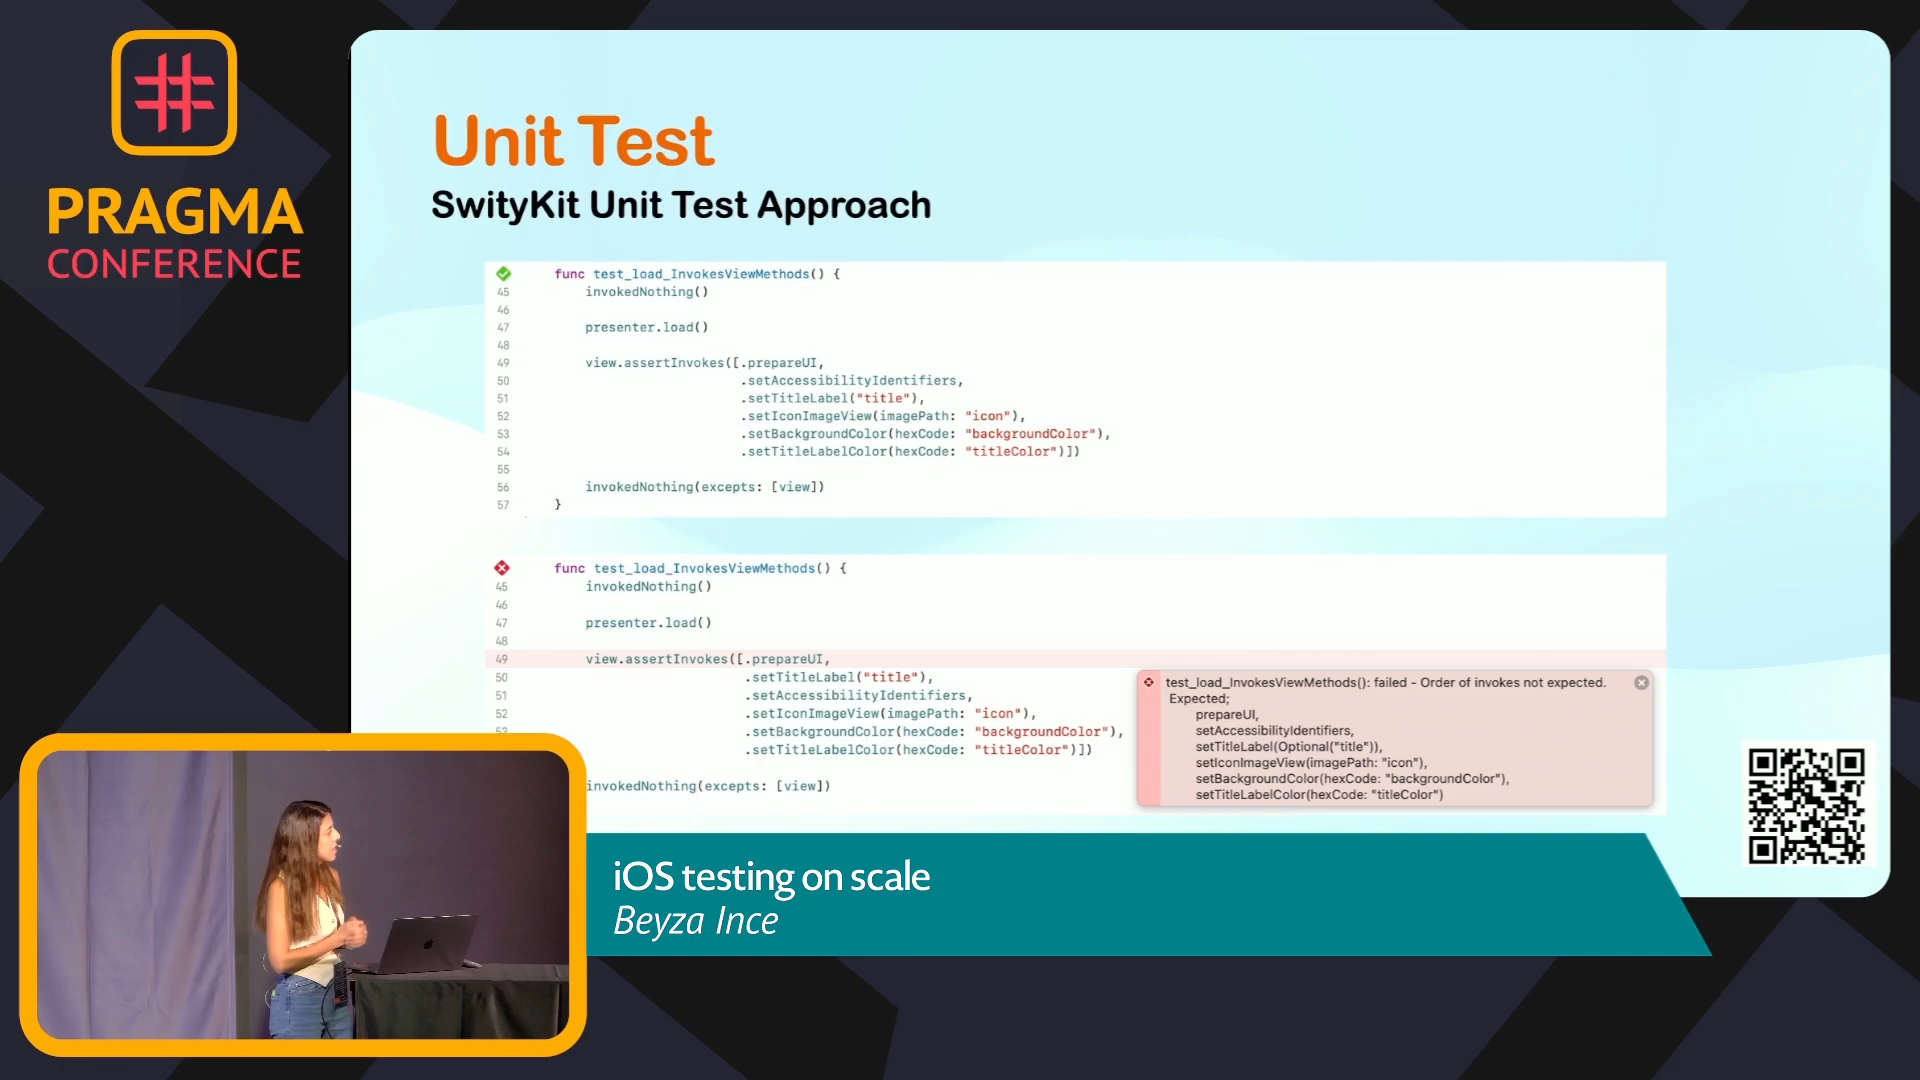 PRAGMA
CONFERENCE
Unit Test
SwityKit Unit Test Approach
func test_load_InvokesViewMethods() {
45 invokedNothing()
46
47 presenter.load()
48
49 view.assertInvokes([.prepareUI,
50 .setAccessibilityIdentifiers,
51 .setTitleLabel("title"),
52 .setIconImageView(imagePath: "icon"),
53 .setBackgroundColor(hexCode: "backgroundColor"),
54 .setTitleLabelColor(hexCode: "titleColor")])
55
56 invokedNothing(excepts: [view])
57 }
func test_load_InvokesViewMethods() {
45 invokedNothing()
46
47 presenter.load()
48
49 view.assertInvokes([.prepareUI,
50 .setTitleLabel("title"),
51 .setAccessibilityIdentifiers,
52 .setIconImageView(imagePath: "icon"),
53 .setBackgroundColor(hexCode: "backgroundColor"),
.setTitleLabelColor(hexCode: "titleColor")])
invokedNothing(excepts: [view])
test_load_InvokesViewMethods(): failed - Order of invokes not expected.
Expected;
prepareUI,
setAccessibilityIdentifiers,
setTitleLabel(Optional("title")),
setIconImageView(imagePath: "icon"),
setBackgroundColor(hexCode: "backgroundColor"),
setTitleLabelColor(hexCode: "titleColor")
iOS testing on scale
Beyza Ince